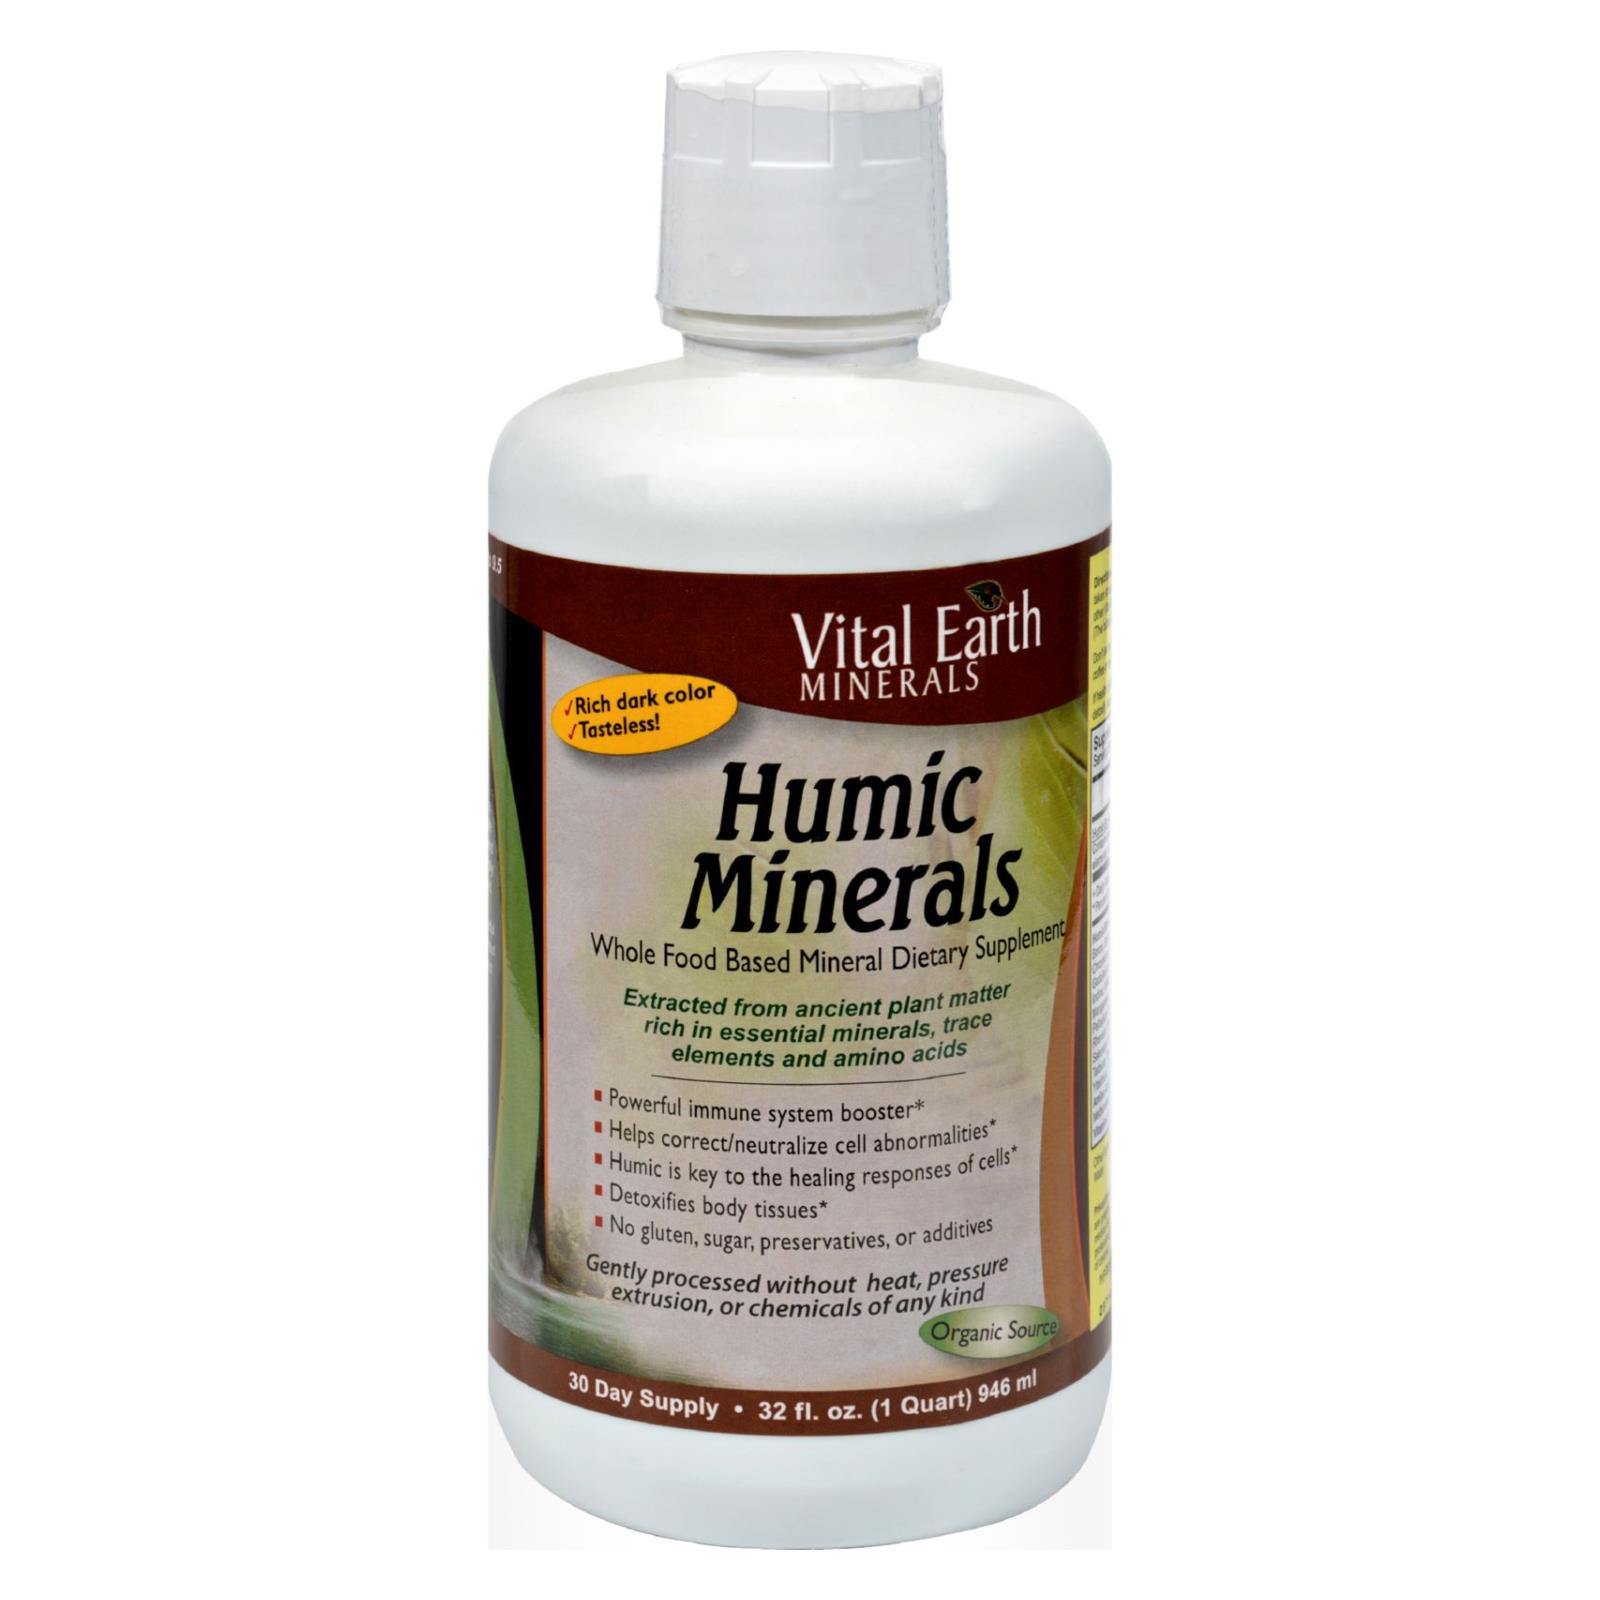 Vital Earth
MINERALS
✓Rich dark color
✓Tasteless!
Humic
Minerals
Whole Food Based Mineral Dietary Supplement
Extracted from ancient plant matter
rich in essential minerals, trace
elements and amino acids
▪ Powerful immune system booster*
▪ Helps correct/neutralize cell abnormalities*
▪ Humic is key to the healing responses of cells*
▪ Detoxifies body tissues*
▪ No gluten, sugar, preservatives, or additives
Gently processed without heat, pressure
extrusion, or chemicals of any kind
Organic Source
30 Day Supply • 32 fl. oz. (1 Quart) 946 ml
9.5